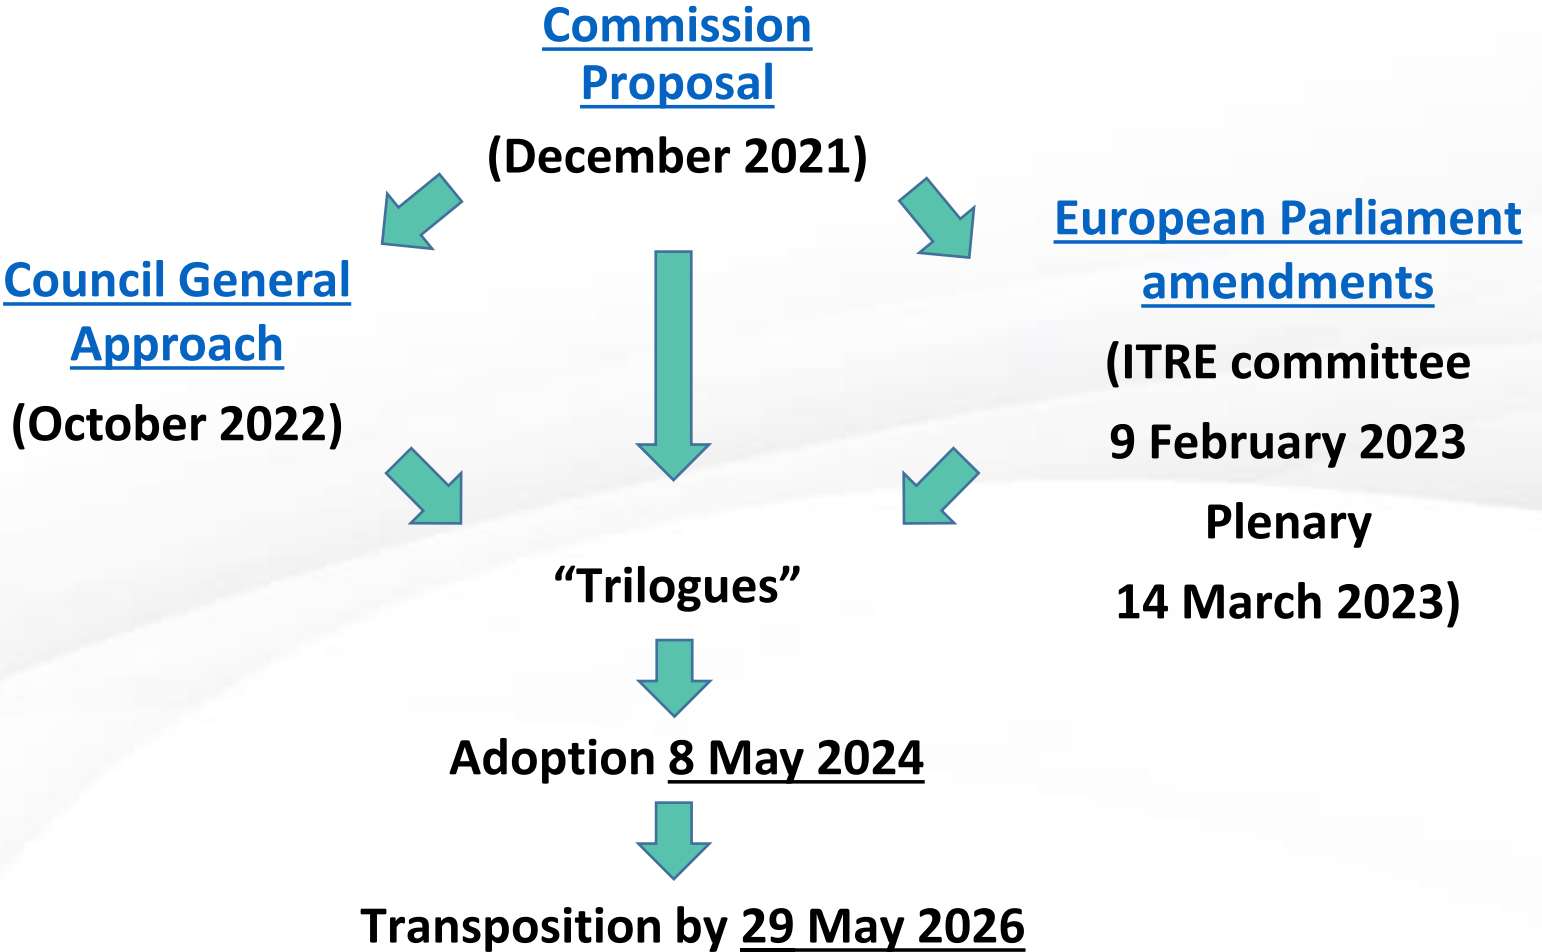 Commission
Proposal
(December 2021)
Council General
Approach
(October 2022)
European Parliament
amendments
(ITRE committee
9 February 2023
Plenary
14 March 2023)
“Trilogues”
Adoption 8 May 2024
Transposition by 29 May 2026